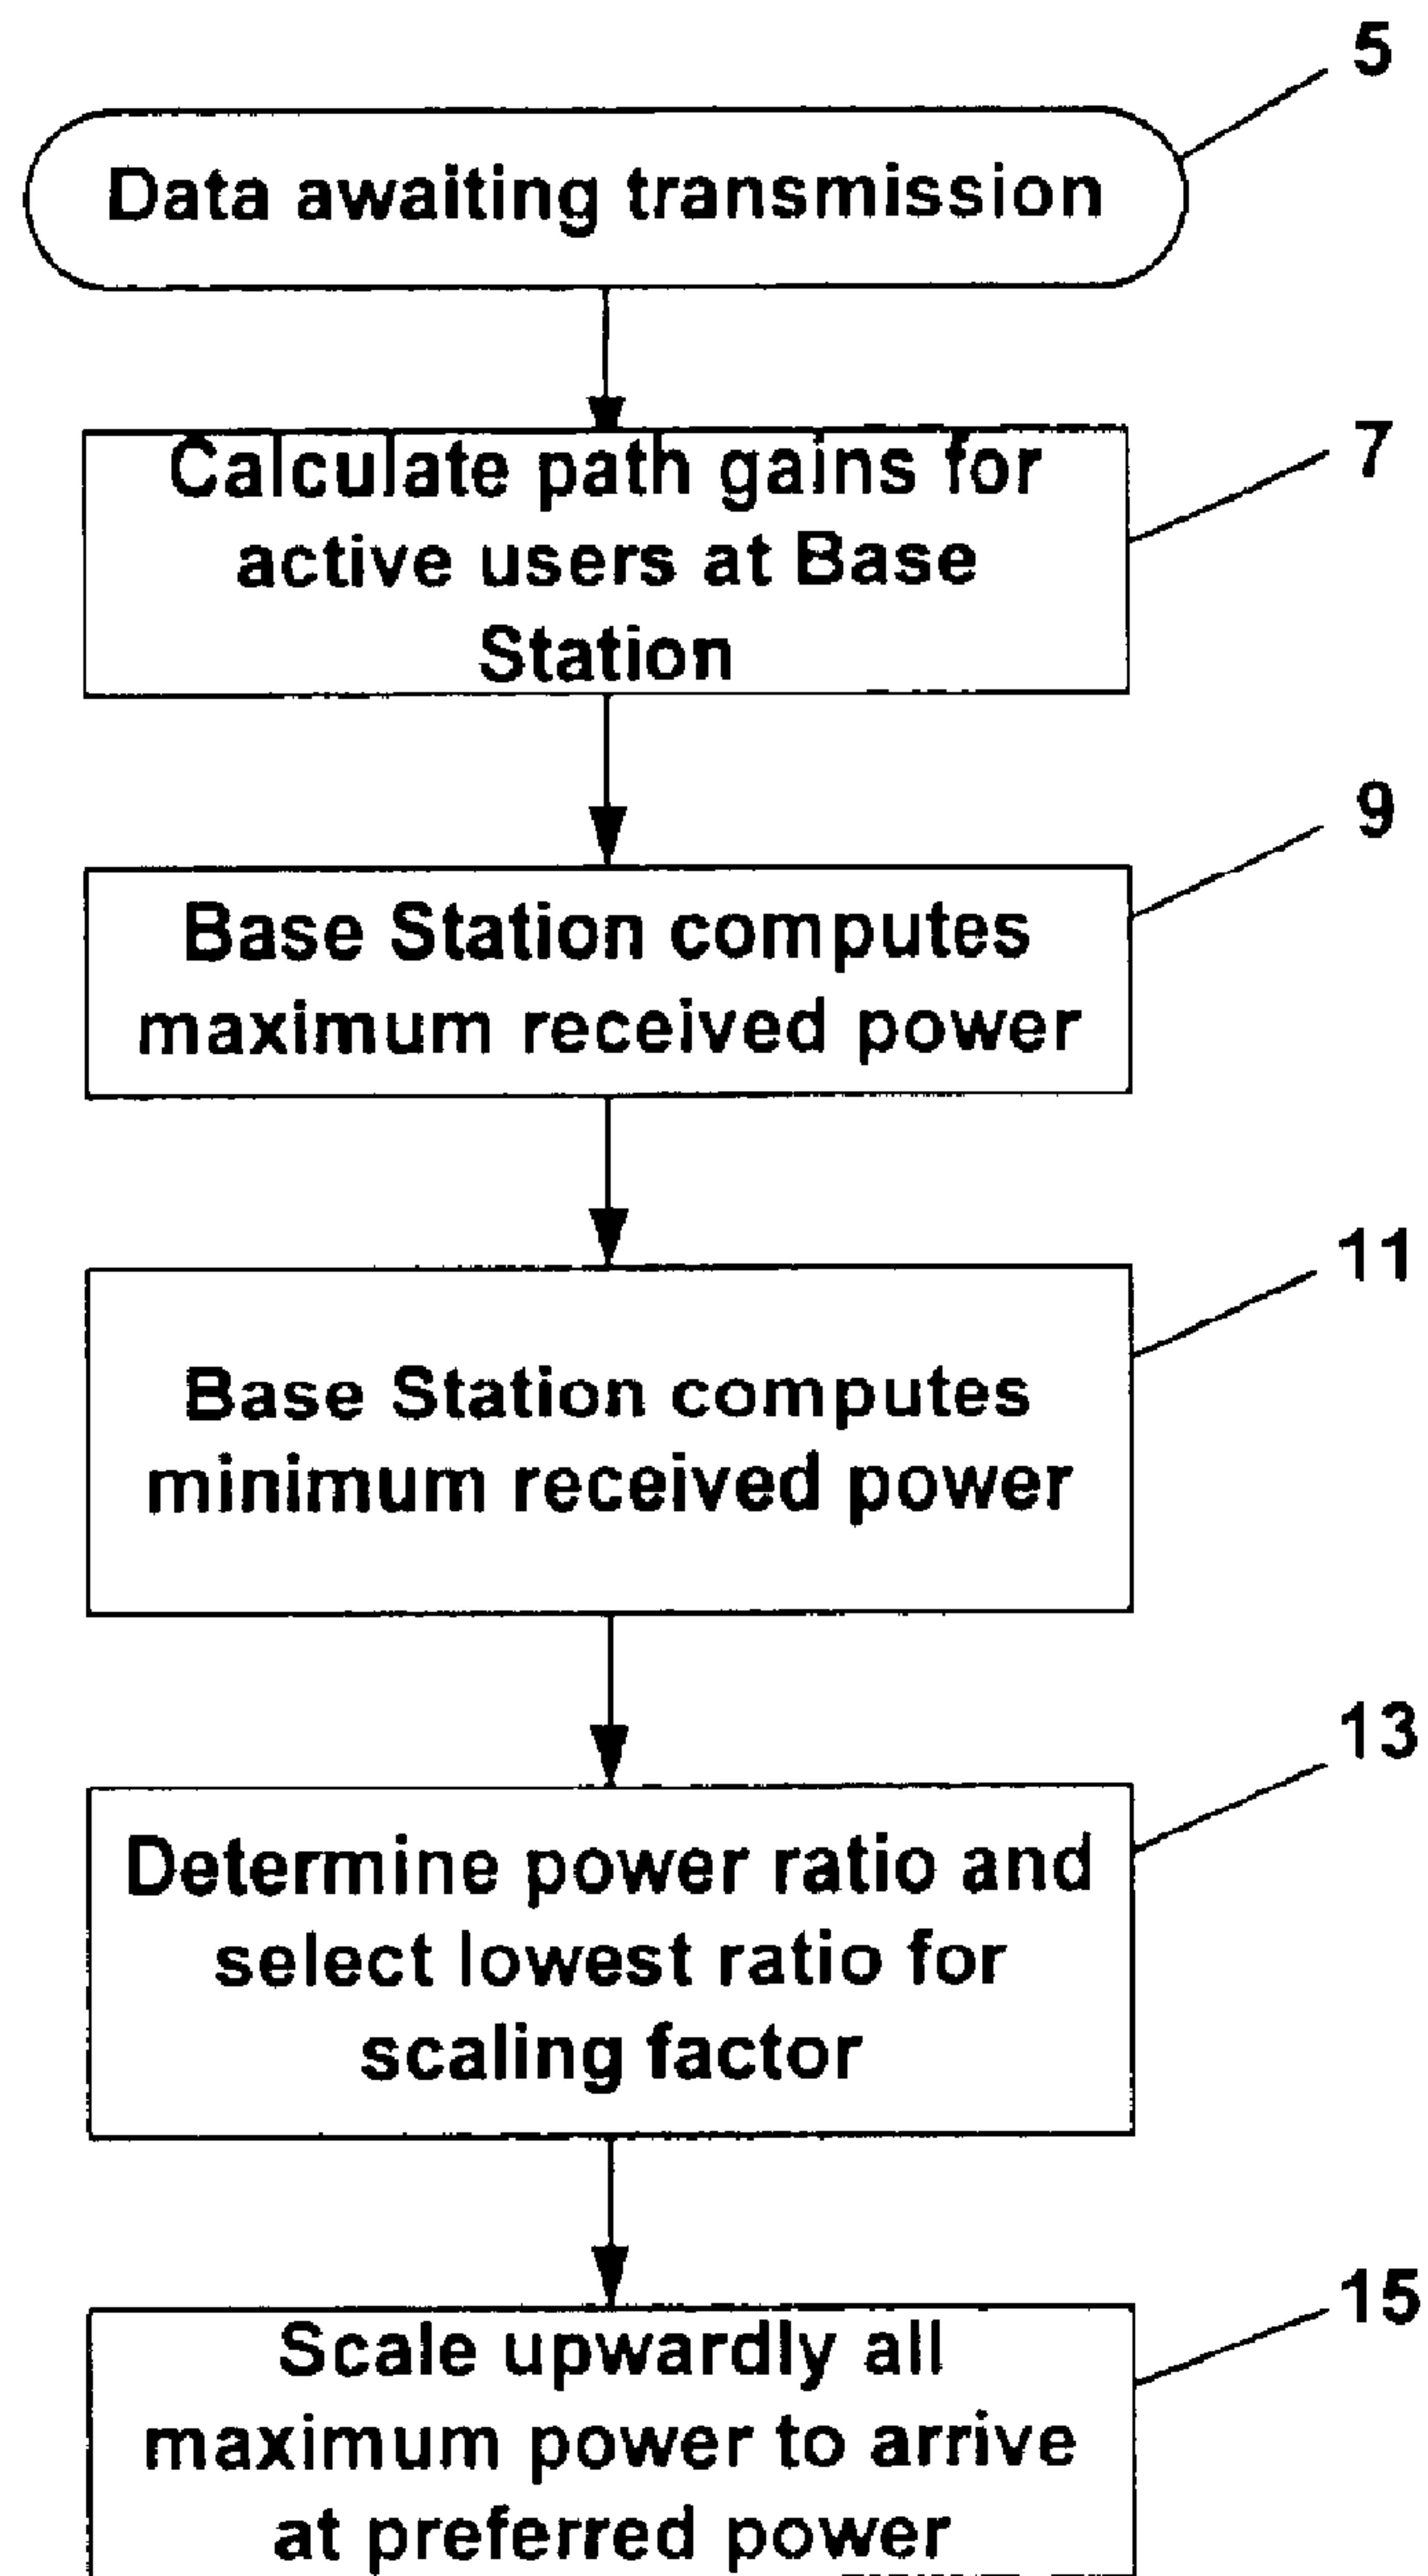 5
Data awaiting transmission
7
Calculate path gains for
active users at Base
Station
9
Base Station computes
maximum received power
11
Base Station computes
minimum received power
13
Determine power ratio and
select lowest ratio for
scaling factor
15
Scale upwardly all
maximum power to arrive
at preferred power